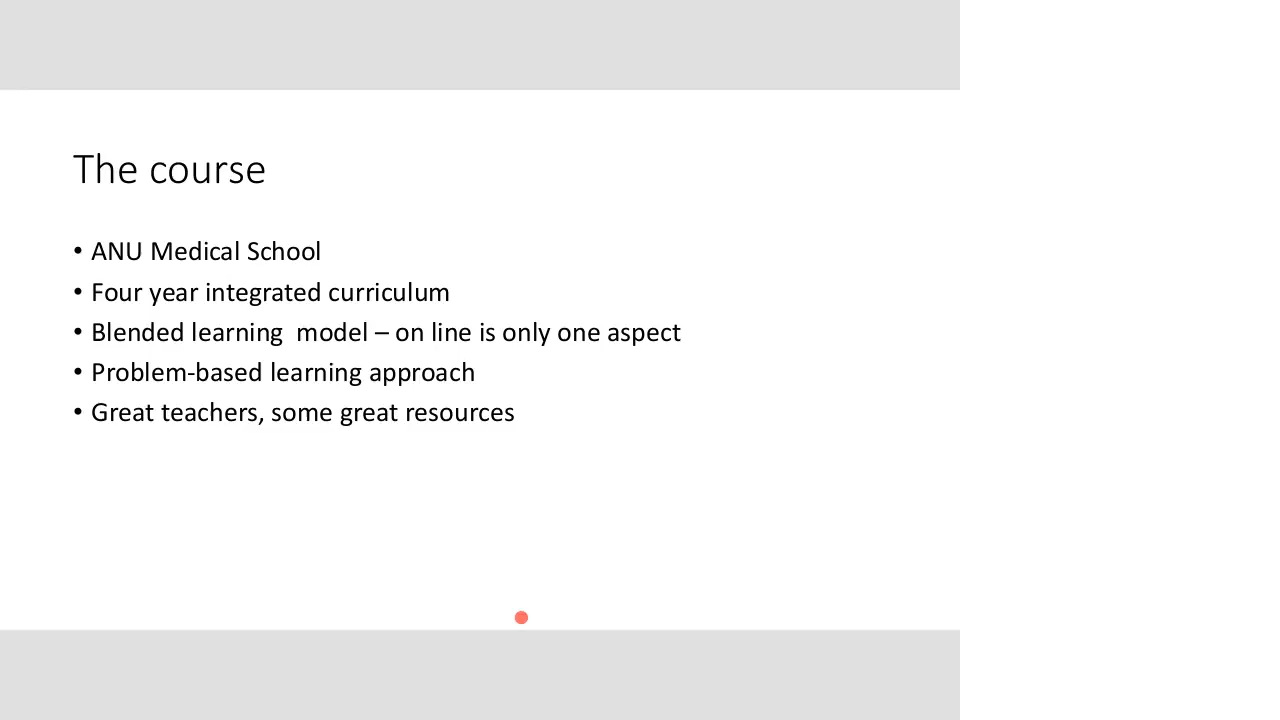 The course
• ANU Medical School
• Four year integrated curriculum
• Blended learning  model – on line is only one aspect
• Problem-based learning approach
• Great teachers, some great resources